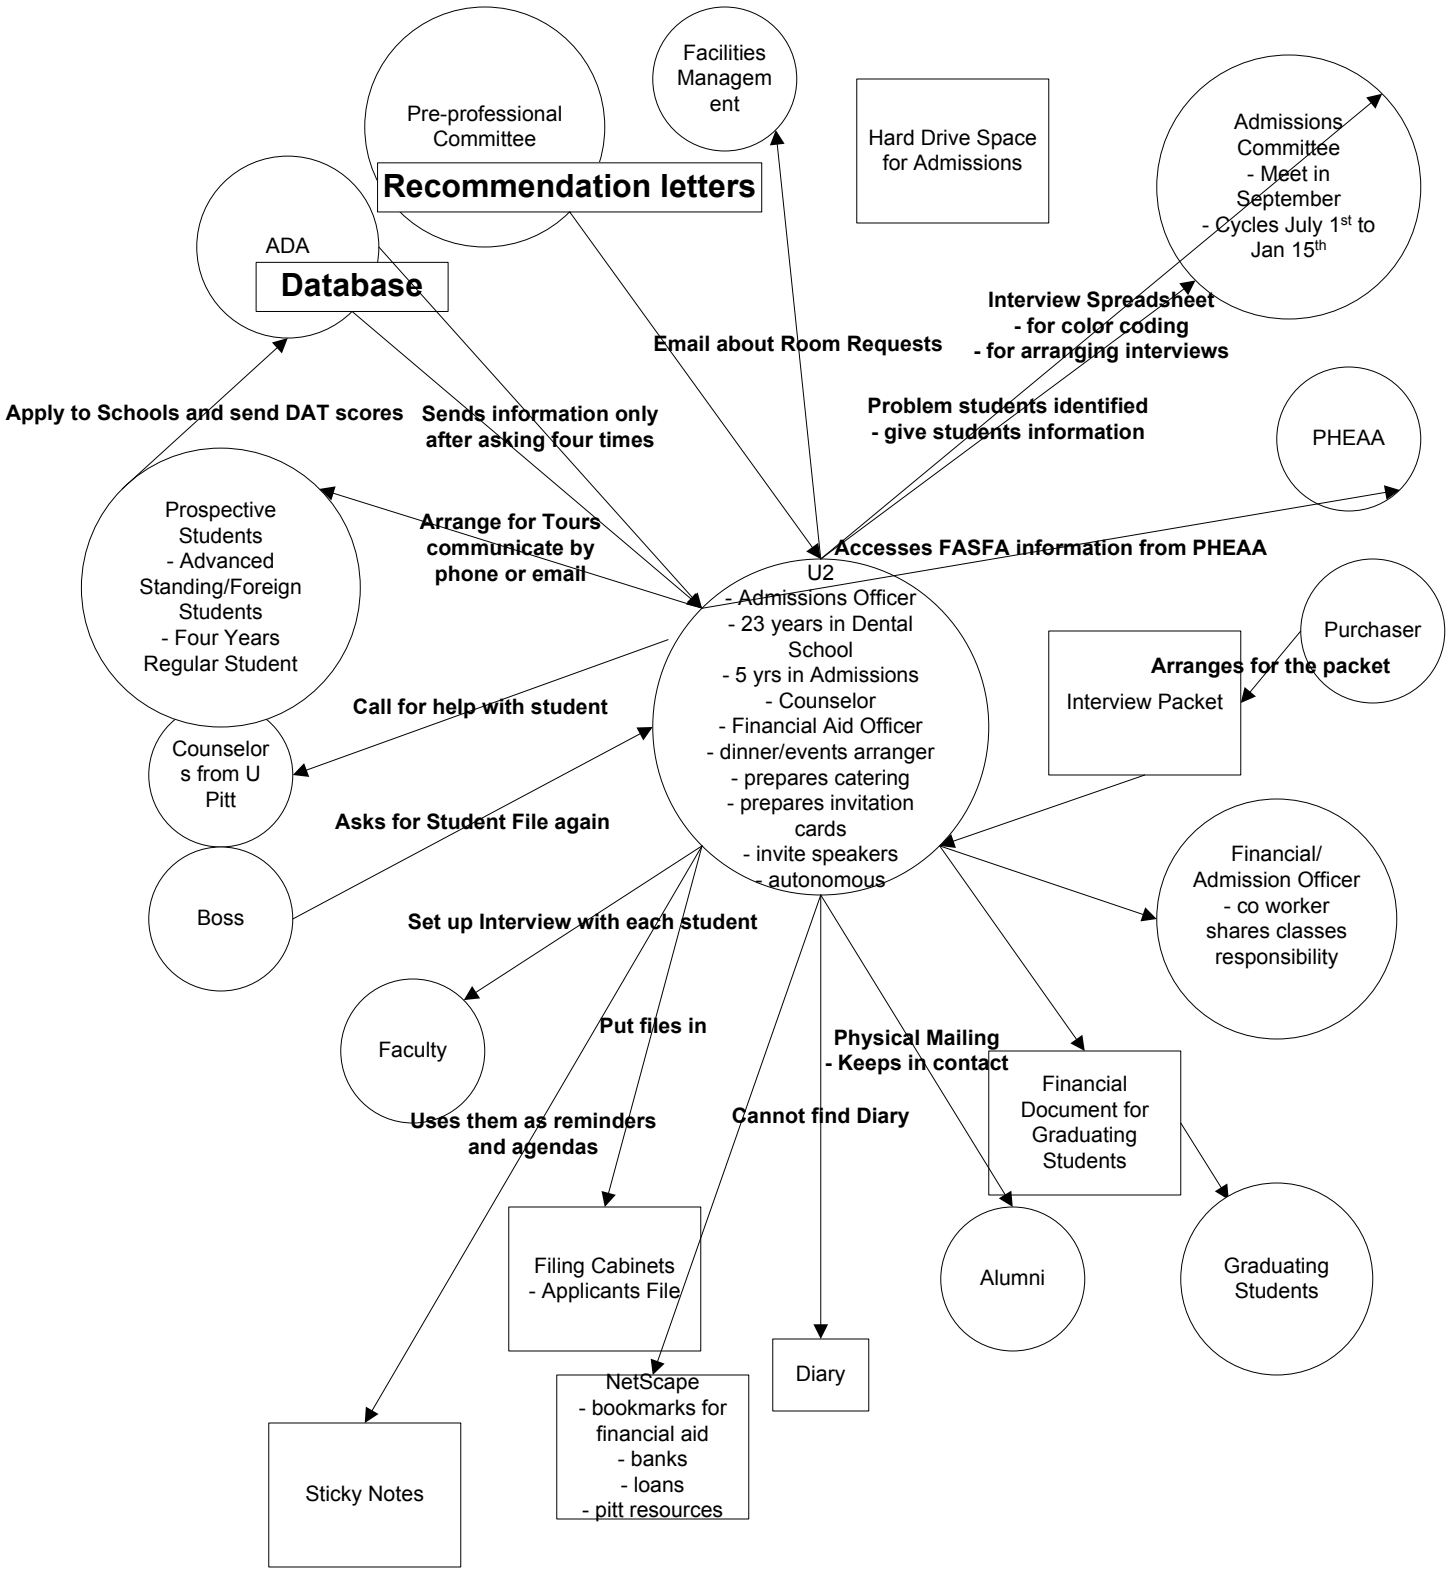 Facilities
Managem
ent
Pre-professional
Committee
Recommendation letters
Hard Drive Space
for Admissions
Admissions
Committee
- Meet in
September
- Cycles July 1st to
Jan 15th
ADA
Database
Interview Spreadsheet
- for color coding
- for arranging interviews
Email about Room Requests
Apply to Schools and send DAT scores
Sends information only
after asking four times
Problem students identified
- give students information
PHEAA
Prospective
Students
- Advanced
Standing/Foreign
Students
- Four Years
Regular Student
Arrange for Tours
communicate by
phone or email
Accesses FASFA information from PHEAA
U2
- Admissions Officer
- 23 years in Dental
School
- 5 yrs in Admissions
- Counselor
- Financial Aid Officer
- dinner/events arranger
- prepares catering
- prepares invitation
cards
- invite speakers
- autonomous
Purchaser
Arranges for the packet
Interview Packet
Call for help with student
Counselor
s from U
Pitt
Asks for Student File again
Boss
Financial/
Admission Officer
- co worker
shares classes
responsibility
Set up Interview with each student
Faculty
Put files in
Physical Mailing
- Keeps in contact
Financial
Document for
Graduating
Students
Uses them as reminders
and agendas
Cannot find Diary
Filing Cabinets
- Applicants File
Alumni
Graduating
Students
Diary
NetScape
- bookmarks for
financial aid
- banks
- loans
- pitt resources
Sticky Notes